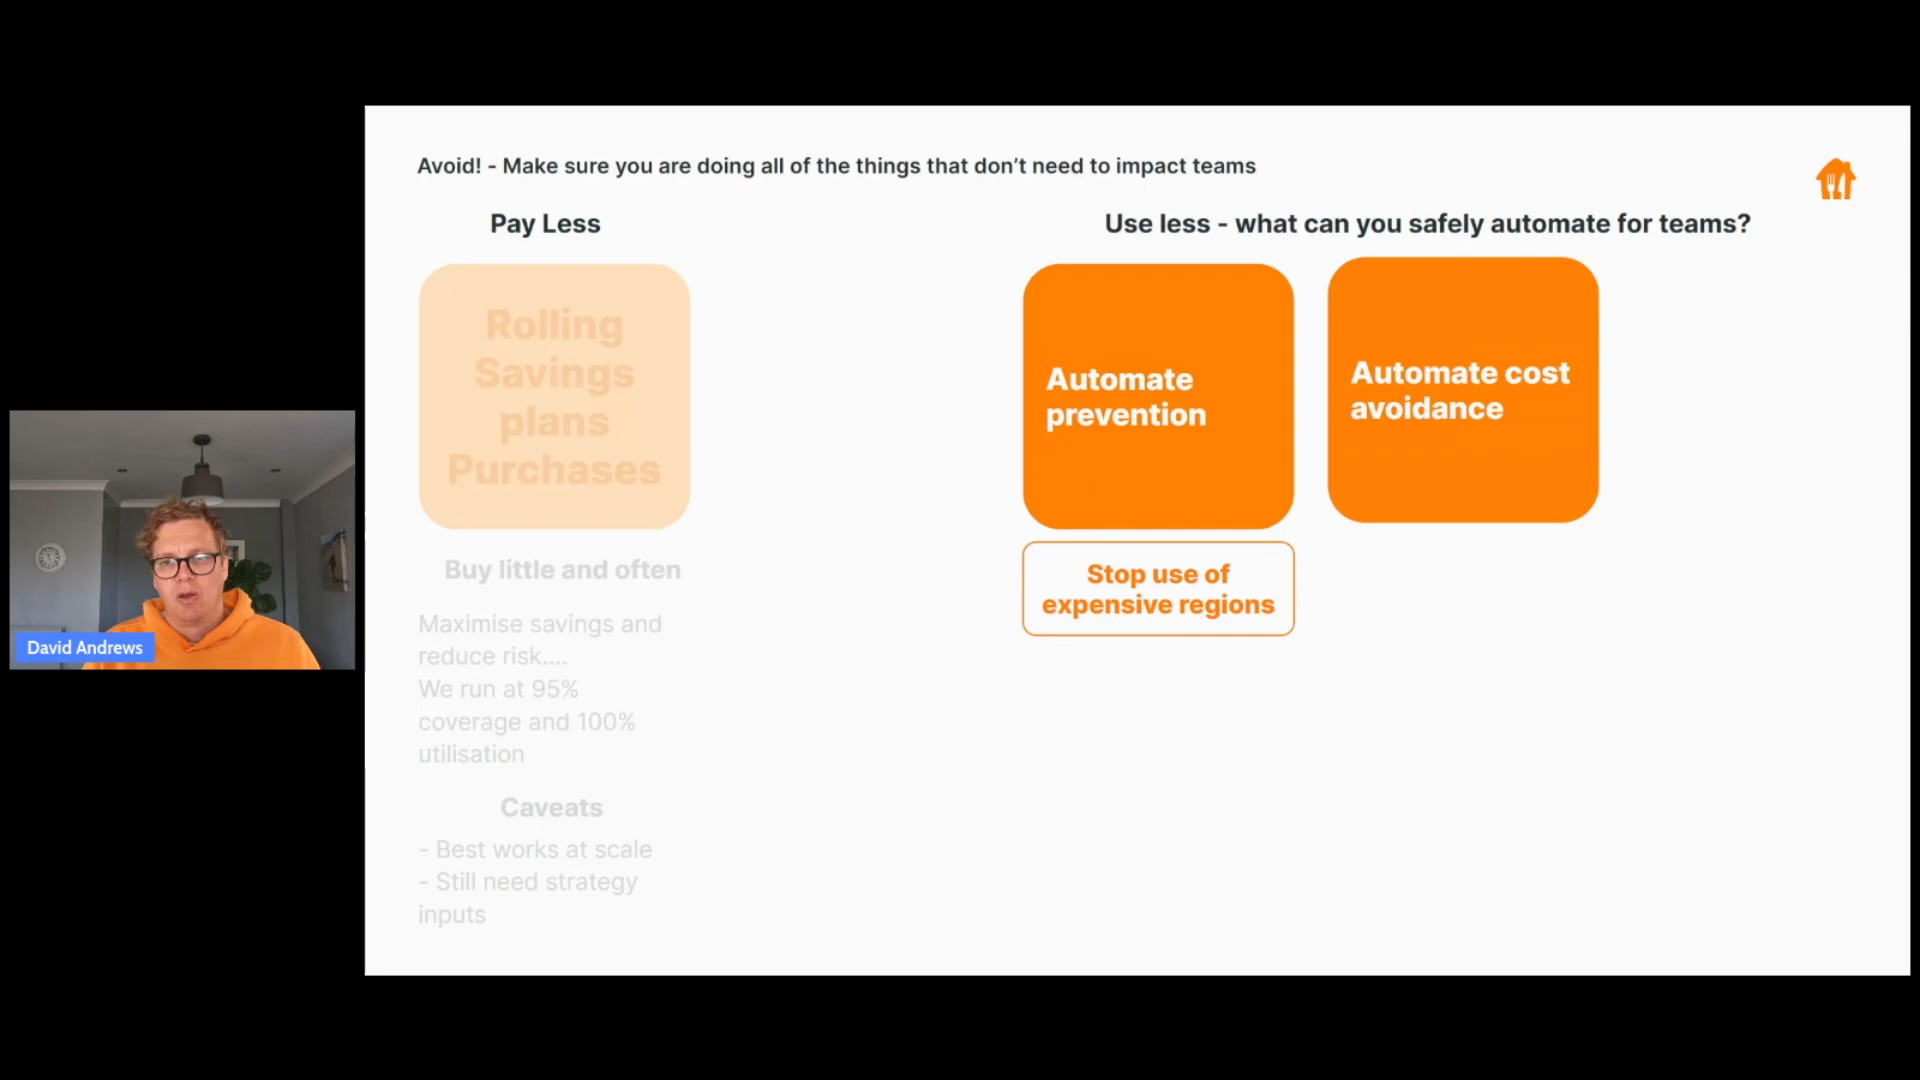 Avoid! - Make sure you are doing all of the things that don't need to impact teams
Pay Less
Rolling
Savings
plans
Purchases
Buy little and often
Maximise savings and
reduce risk....
We run at 95%
coverage and 100%
utilisation
Caveats
- Best works at scale
- Still need strategy
inputs
Use less - what can you safely automate for teams?
Automate
prevention
Stop use of
expensive regions
Automate cost
avoidance
David Andrews